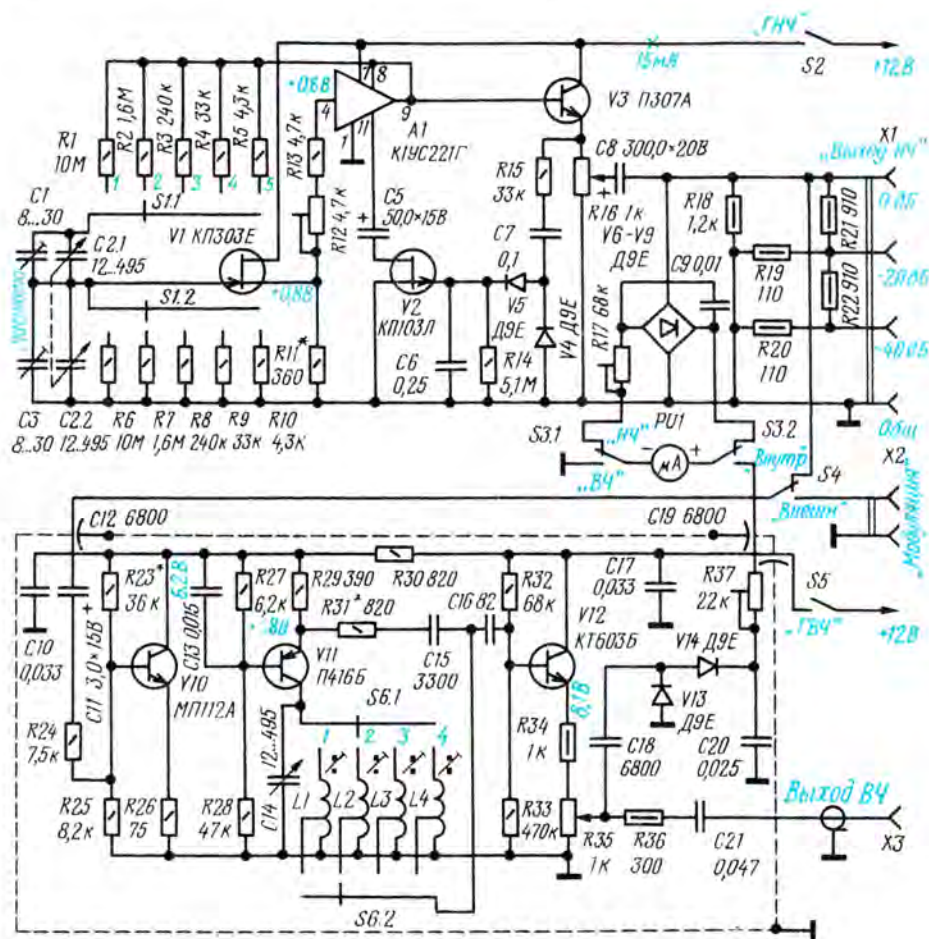 „ГНЧ"
15мА
S2
+12В
+0,8В
7
8
4
9
11
1
A1
К1УС221Г
V3 П307А
R1
10М
R2 1,6М
R3 240к
R4 33к
R5 4,3к
R13 4,7к
1
2
3
4
5
S1.1
R12 4,7к
C5
50,0×15В
R15
33к
C8 300,0×20В
R16 1к
X1
„Выход НЧ"
0 дБ
R18
1,2к
R21 910
C1
8...30
C2.1
12...495
V1 КП303Е
C7
0,1
V6-V9
Д9Е
C9 0,01
R19
110
-20дБ
Частота
S1.2
+0,8В
V2
КП103Л
V5
Д9Е
V4 Д9Е
R17 68к
R22 910
R20
110
-40дБ
R11*
360
C6
0,25
R14
5,1М
C3
8...30
C2.2
12...495
R6
10М
R7
1,6М
R8
240к
R9
33к
R10
4,3к
S3.1
„НЧ"
PU1
S3.2
μА
„ВЧ"
„Внутр"
S4
„Внешн"
Общ
X2
„Модуляция"
C12 6800
C19 6800
R23*
36к
6,2В
R27
6,2к
R29 390
R30 820
R32
68к
C17
0,033
R37
22к
S5
„ГВЧ"
+12В
R31* 820
C16 82
V12
КТ603Б
V14 Д9Е
C10
0,033
C11 3,0×15В
C13 0,015
V10
МП112А
V11
П416Б
C15
3300
8,1В
V13
Д9Е
S6.1
R24
7,5к
12...495
C14
1
2
3
4
R34
1к
C18
6800
C20
0,025
L1
L2
L3
L4
R25
8,2к
R26
75
R28
47к
R33
470к
R35
1к
R36
300
C21
0,047
Выход ВЧ
X3
S6.2